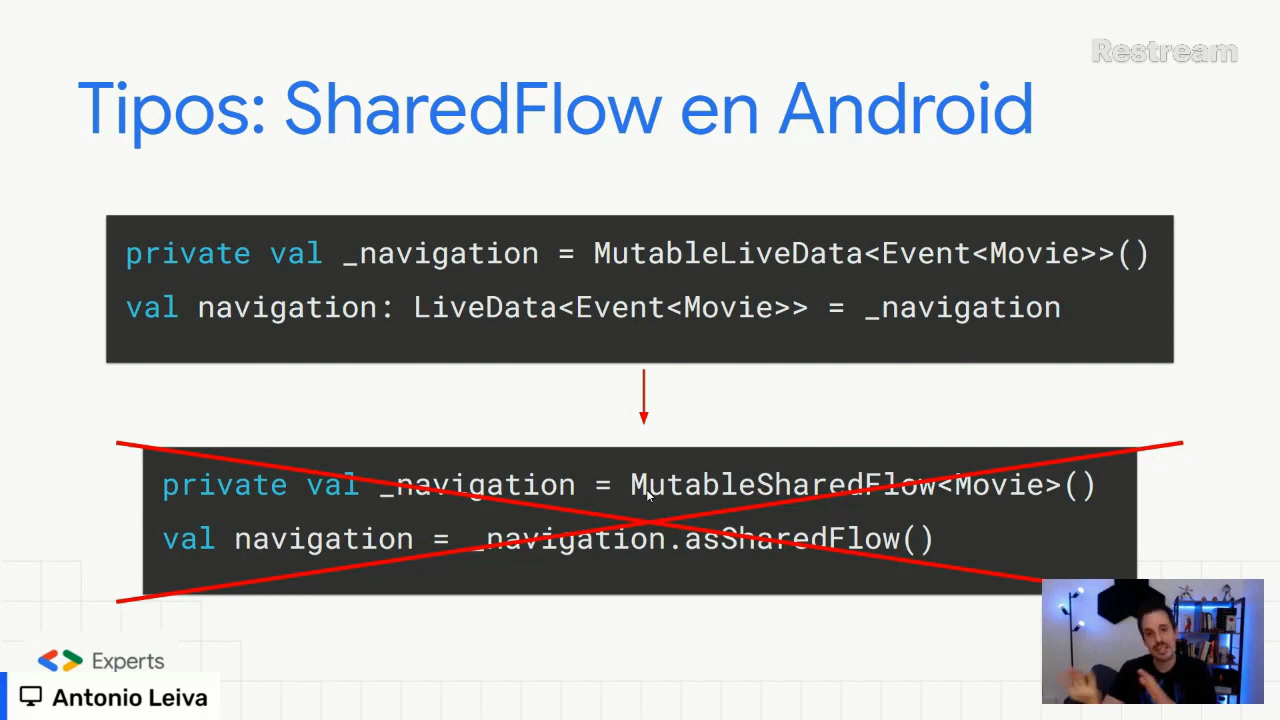 Restream
Tipos: SharedFlow en Android
private val _navigation = MutableLiveData<Event<Movie>>()
val navigation: LiveData<Event<Movie>> = _navigation
private val _navigation = MutableSharedFlow<Movie>()
val navigation = _navigation.asSharedFlow()
Experts
Antonio Leiva